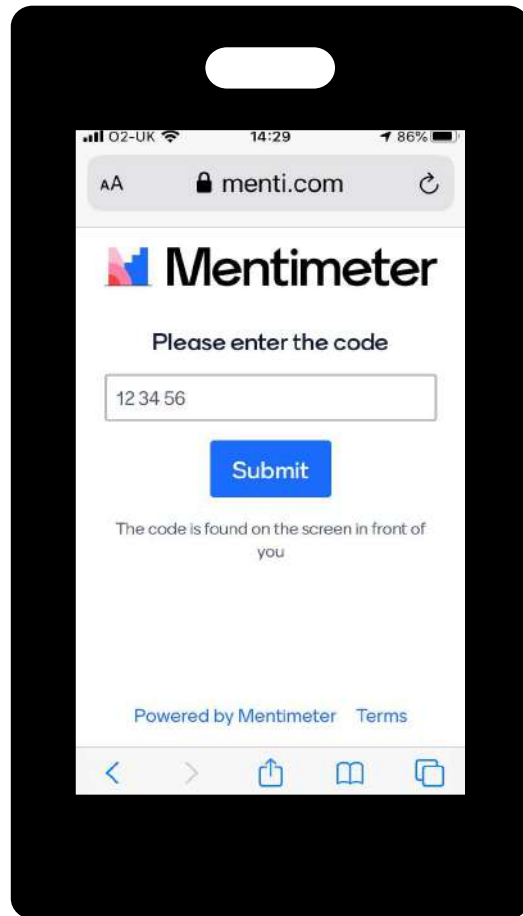 O2-UK 14:29 86%
AA menti.com
Mentimeter
Please enter the code
12 34 56
Submit
The code is found on the screen in front of
you
Powered by Mentimeter Terms